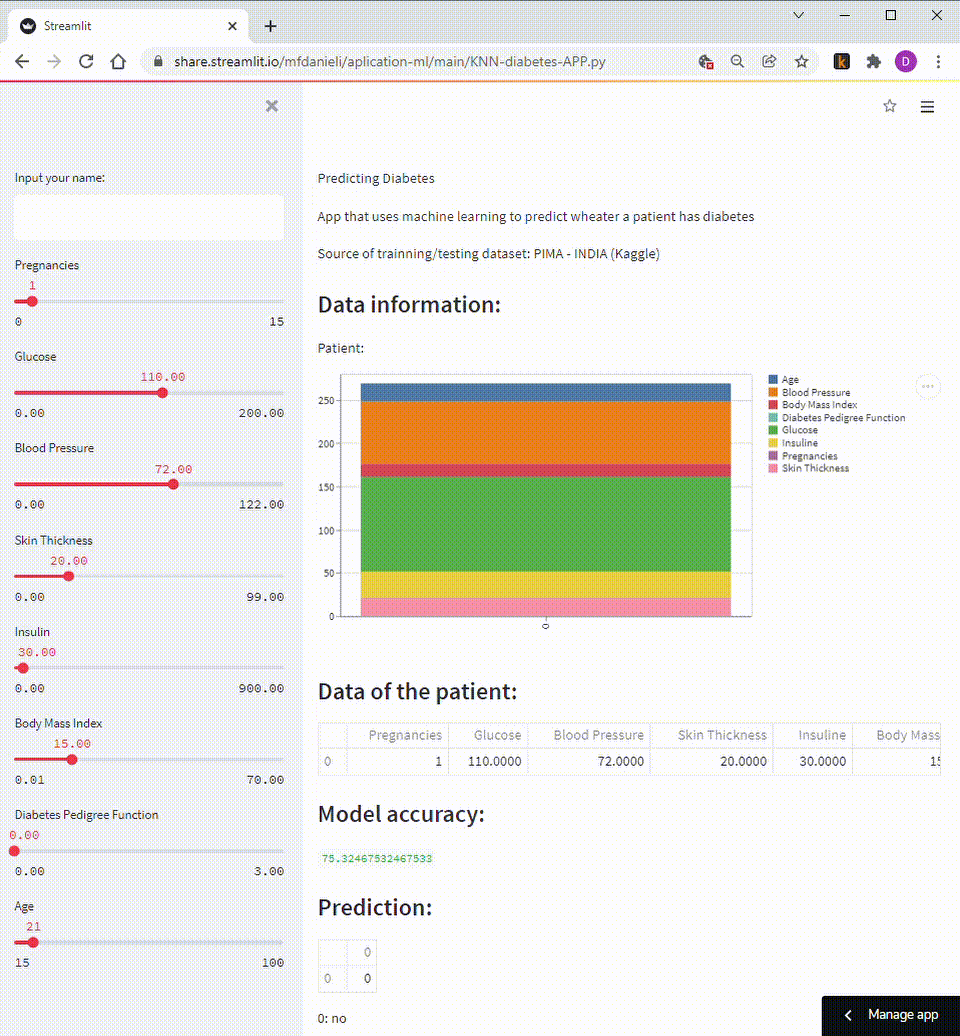 Streamlit
share.streamlit.io/mfdanieli/aplication-ml/main/KNN-diabetes-APP.py
k
D
Input your name:
Pregnancies
1
0 15
Glucose
110.00
0.00 200.00
Blood Pressure
72.00
0.00 122.00
Skin Thickness
20.00
0.00 99.00
Insulin
30.00
0.00 900.00
Body Mass Index
15.00
0.01 70.00
Diabetes Pedigree Function
0.00
0.00 3.00
Age
21
15 100
Predicting Diabetes
App that uses machine learning to predict wheater a patient has diabetes
Source of trainning/testing dataset: PIMA - INDIA (Kaggle)
Data information:
Patient:
250
200
150
100
50
0
0
Age
Blood Pressure
Body Mass Index
Diabetes Pedigree Function
Glucose
Insuline
Pregnancies
Skin Thickness
Data of the patient:
Pregnancies Glucose Blood Pressure Skin Thickness Insuline Body Mass
0 1 110.0000 72.0000 20.0000 30.0000 15
Model accuracy:
75.32467532467533
Prediction:
0
0 0
0: no
Manage app